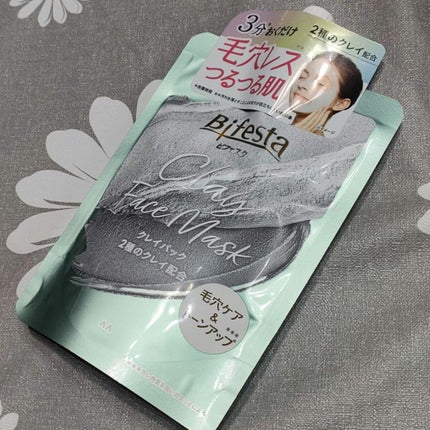 3分*おくだけ
2種のクレイ配合
毛穴レス
つるつる肌
Bifesta
ビフェスタ
Clay
Face Mask
クレイパック
2種のクレイ配合
毛穴ケア
&
トーンアップ